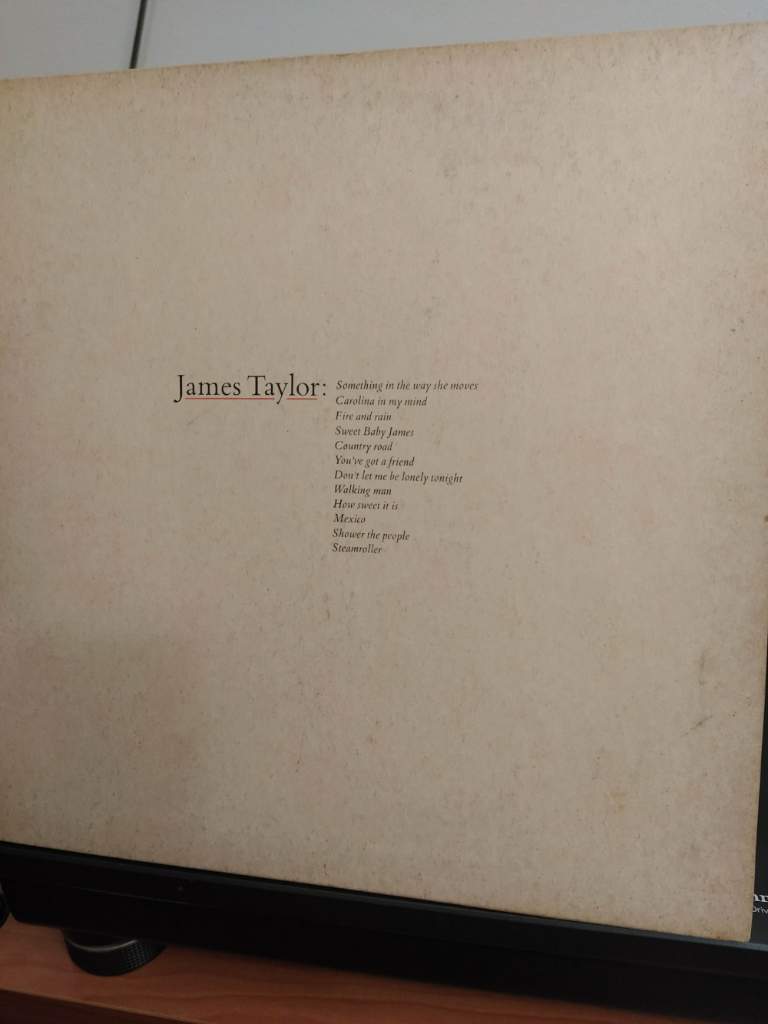 James Taylor:
Something in the way she moves
Carolina in my mind
Fire and rain
Sweet Baby James
Country road
You've got a friend
Don't let me be lonely tonight
Walking man
How sweet it is
Mexico
Shower the people
Steamroller